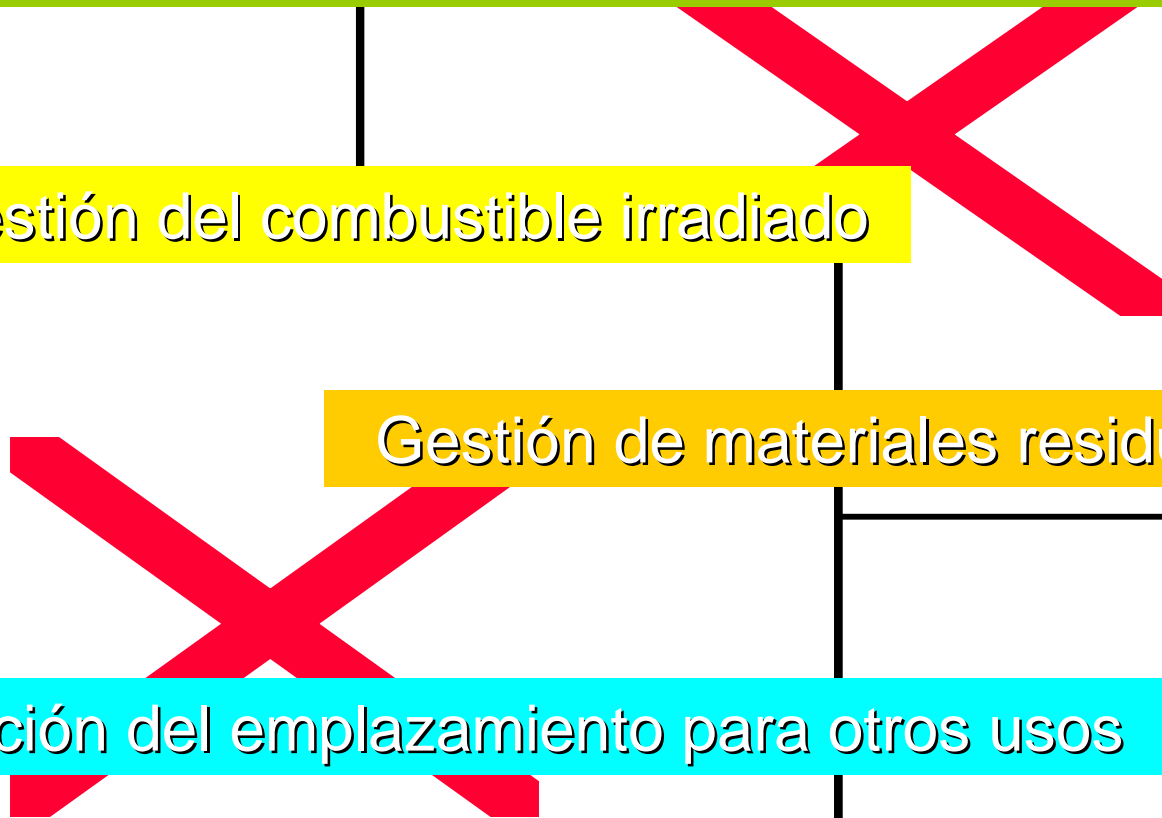 estión del combustible irradiado
Gestión de materiales resid
ción del emplazamiento para otros usos